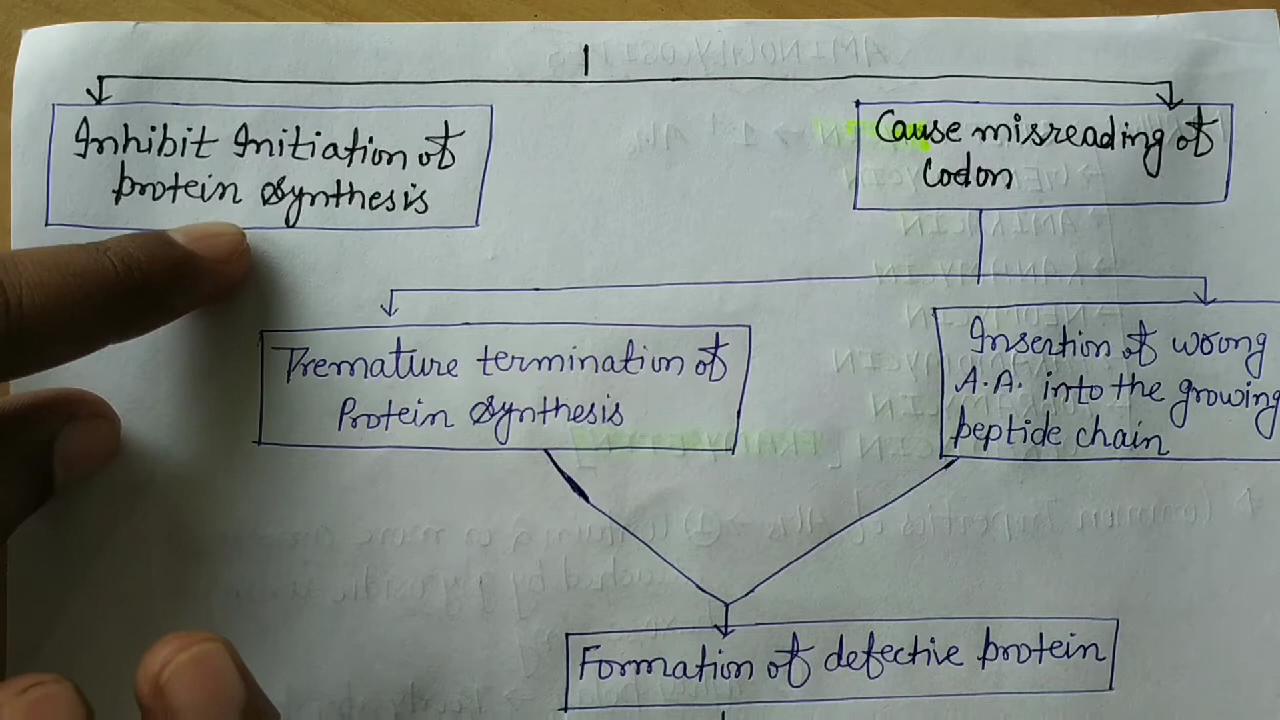 Inhibit Initiation of
protein synthesis
Cause misreading of
Codon
Premature termination of
Protein synthesis
Insertion of wrong
A.A. into the growing
peptide chain
Formation of defective protein